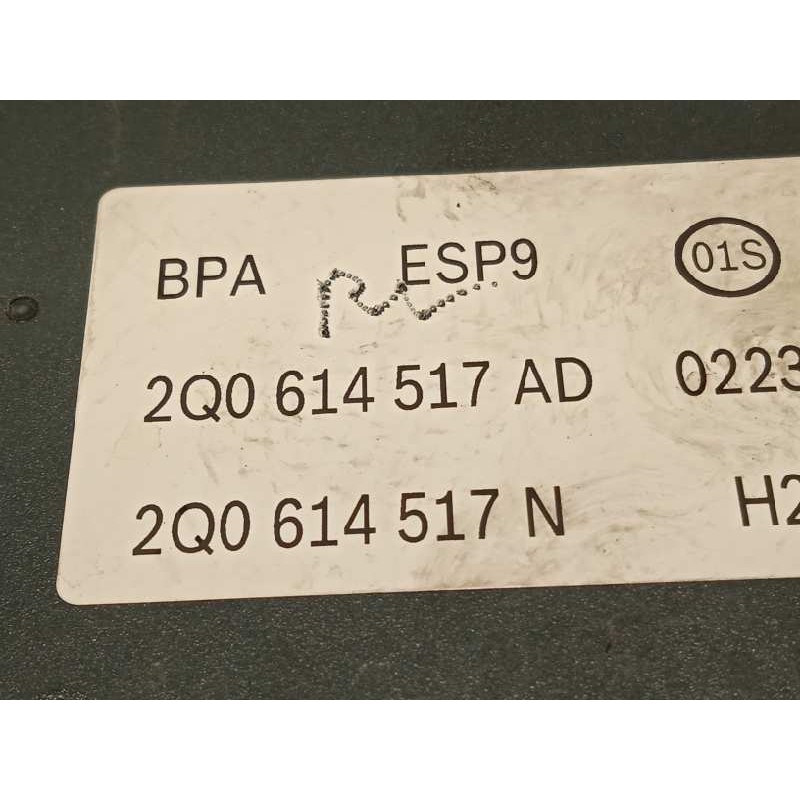 BPA ESP9 01S
2Q0 614 517 AD 0223
2Q0 614 517 N H2